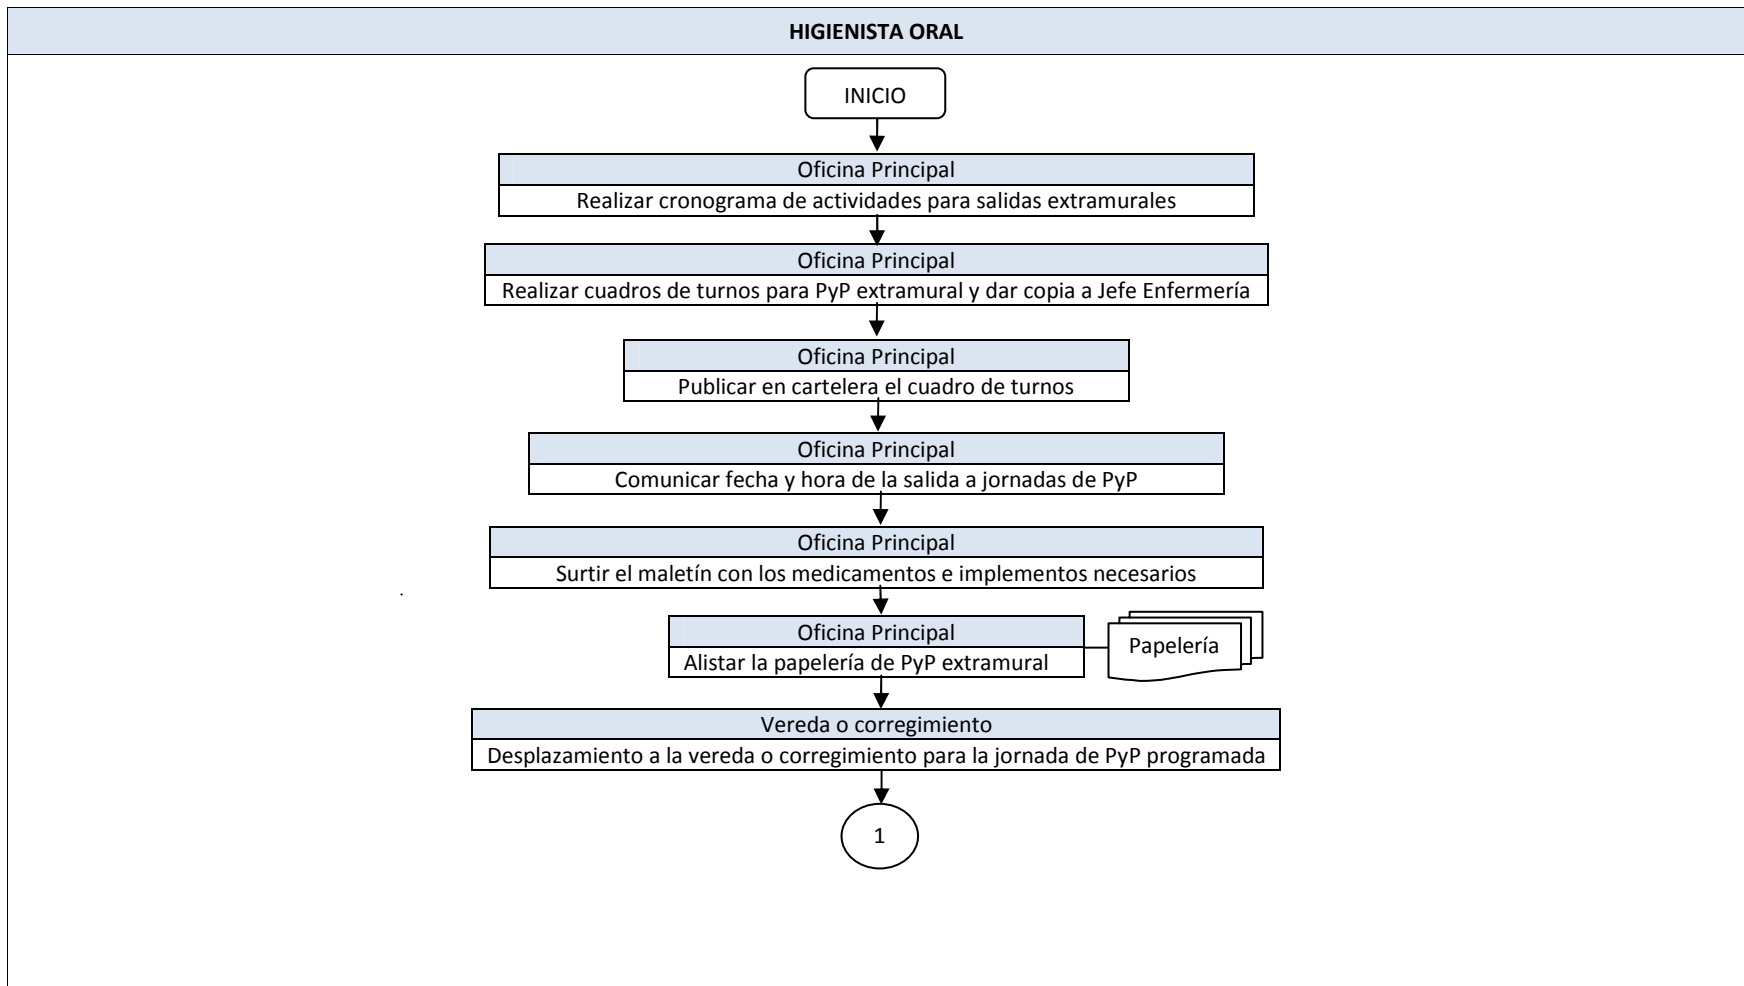 HIGIENISTA ORAL
INICIO
Oficina Principal
Realizar cronograma de actividades para salidas extramurales
Oficina Principal
Realizar cuadros de turnos para PyP extramural y dar copia a Jefe Enfermería
Oficina Principal
Publicar en cartelera el cuadro de turnos
Oficina Principal
Comunicar fecha y hora de la salida a jornadas de PyP
Oficina Principal
Surtir el maletín con los medicamentos e implementos necesarios
Oficina Principal
Alistar la papelería de PyP extramural
Papelería
Vereda o corregimiento
Desplazamiento a la vereda o corregimiento para la jornada de PyP programada
1